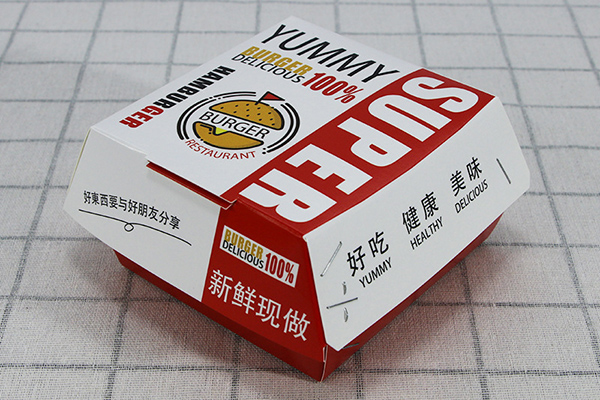 YUMMY
BURGER
DELICIOUS 100%
SUPER
HAMBURGER
BURGER
RESTAURANT
好東西要与好朋友分享
BURGER
DELICIOUS 100%
新鲜现做
好吃 健康 美味
YUMMY HEALTHY DELICIOUS